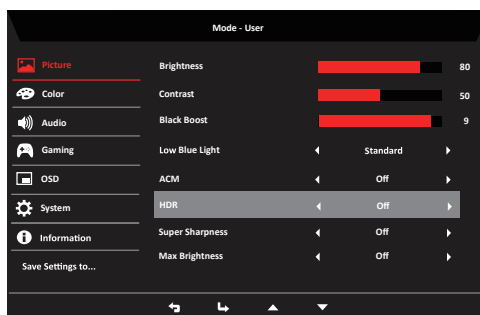 Mode - User
Picture
Color
Audio
Gaming
OSD
System
Information
Save Settings to...
Brightness 80
Contrast 50
Black Boost 9
Low Blue Light Standard
ACM Off
HDR Off
Super Sharpness Off
Max Brightness Off